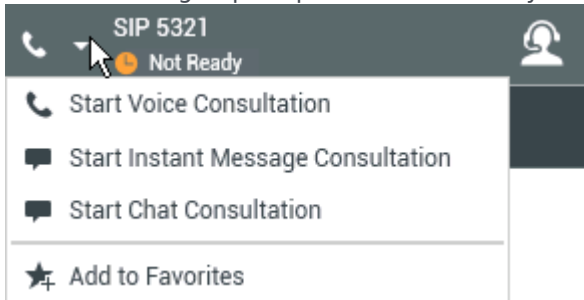 SIP 5321
Not Ready
Start Voice Consultation
Start Instant Message Consultation
Start Chat Consultation
Add to Favorites